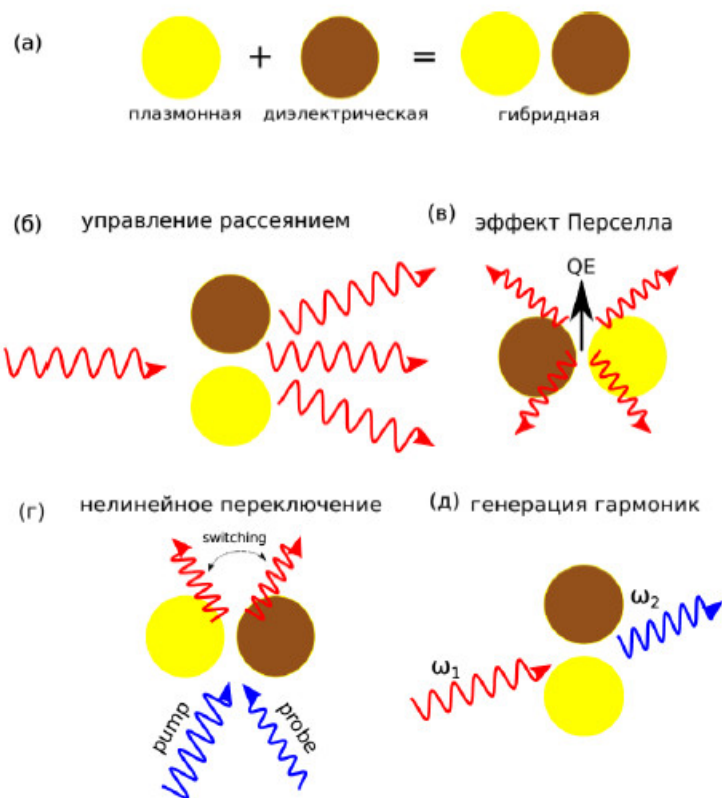 (а)
+
=
плазмонная
диэлектрическая
гибридная
(б)
управление рассеянием
(в)
эффект Перселла
QE
(г)
нелинейное переключение
switching
pump
probe
(д)
генерация гармоник
ω1
ω2